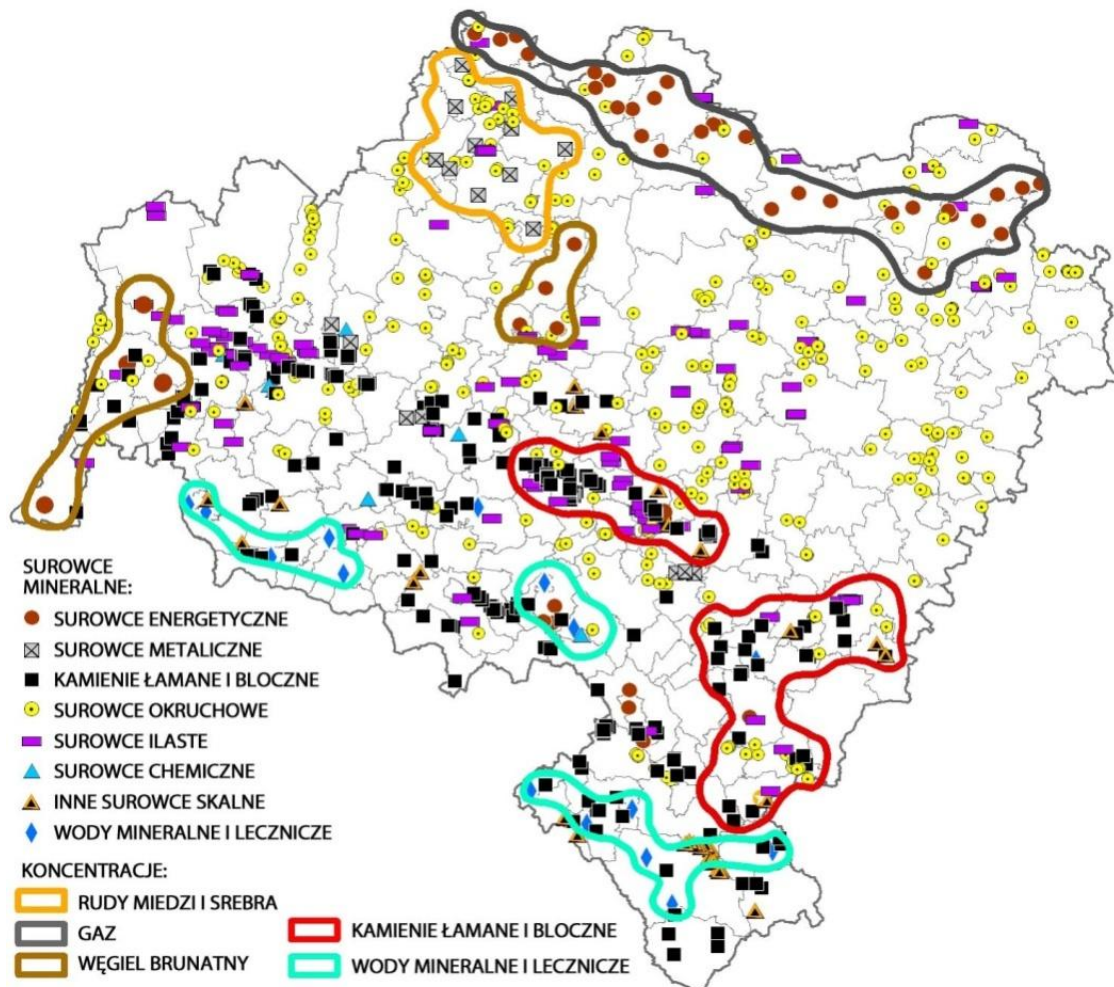 SUROWCE
MINERALNE:
SUROWCE ENERGETYCZNE
SUROWCE METALICZNE
KAMIENIE ŁAMANE I BLOCZNE
SUROWCE OKRUCHOWE
SUROWCE ILASTE
SUROWCE CHEMICZNE
INNE SUROWCE SKALNE
WODY MINERALNE I LECZNICZE
KONCENTRACJE:
RUDY MIEDZI I SREBRA
GAZ
WĘGIEL BRUNATNY
KAMIENIE ŁAMANE I BLOCZNE
WODY MINERALNE I LECZNICZE